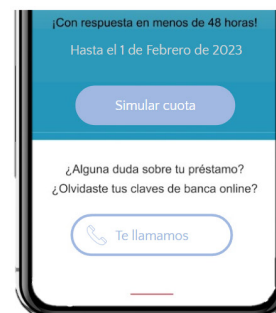 ¡Con respuesta en menos de 48 horas!
Hasta el 1 de Febrero de 2023
Simular cuota
¿Alguna duda sobre tu préstamo?
¿Olvidaste tus claves de banca online?
Te llamamos